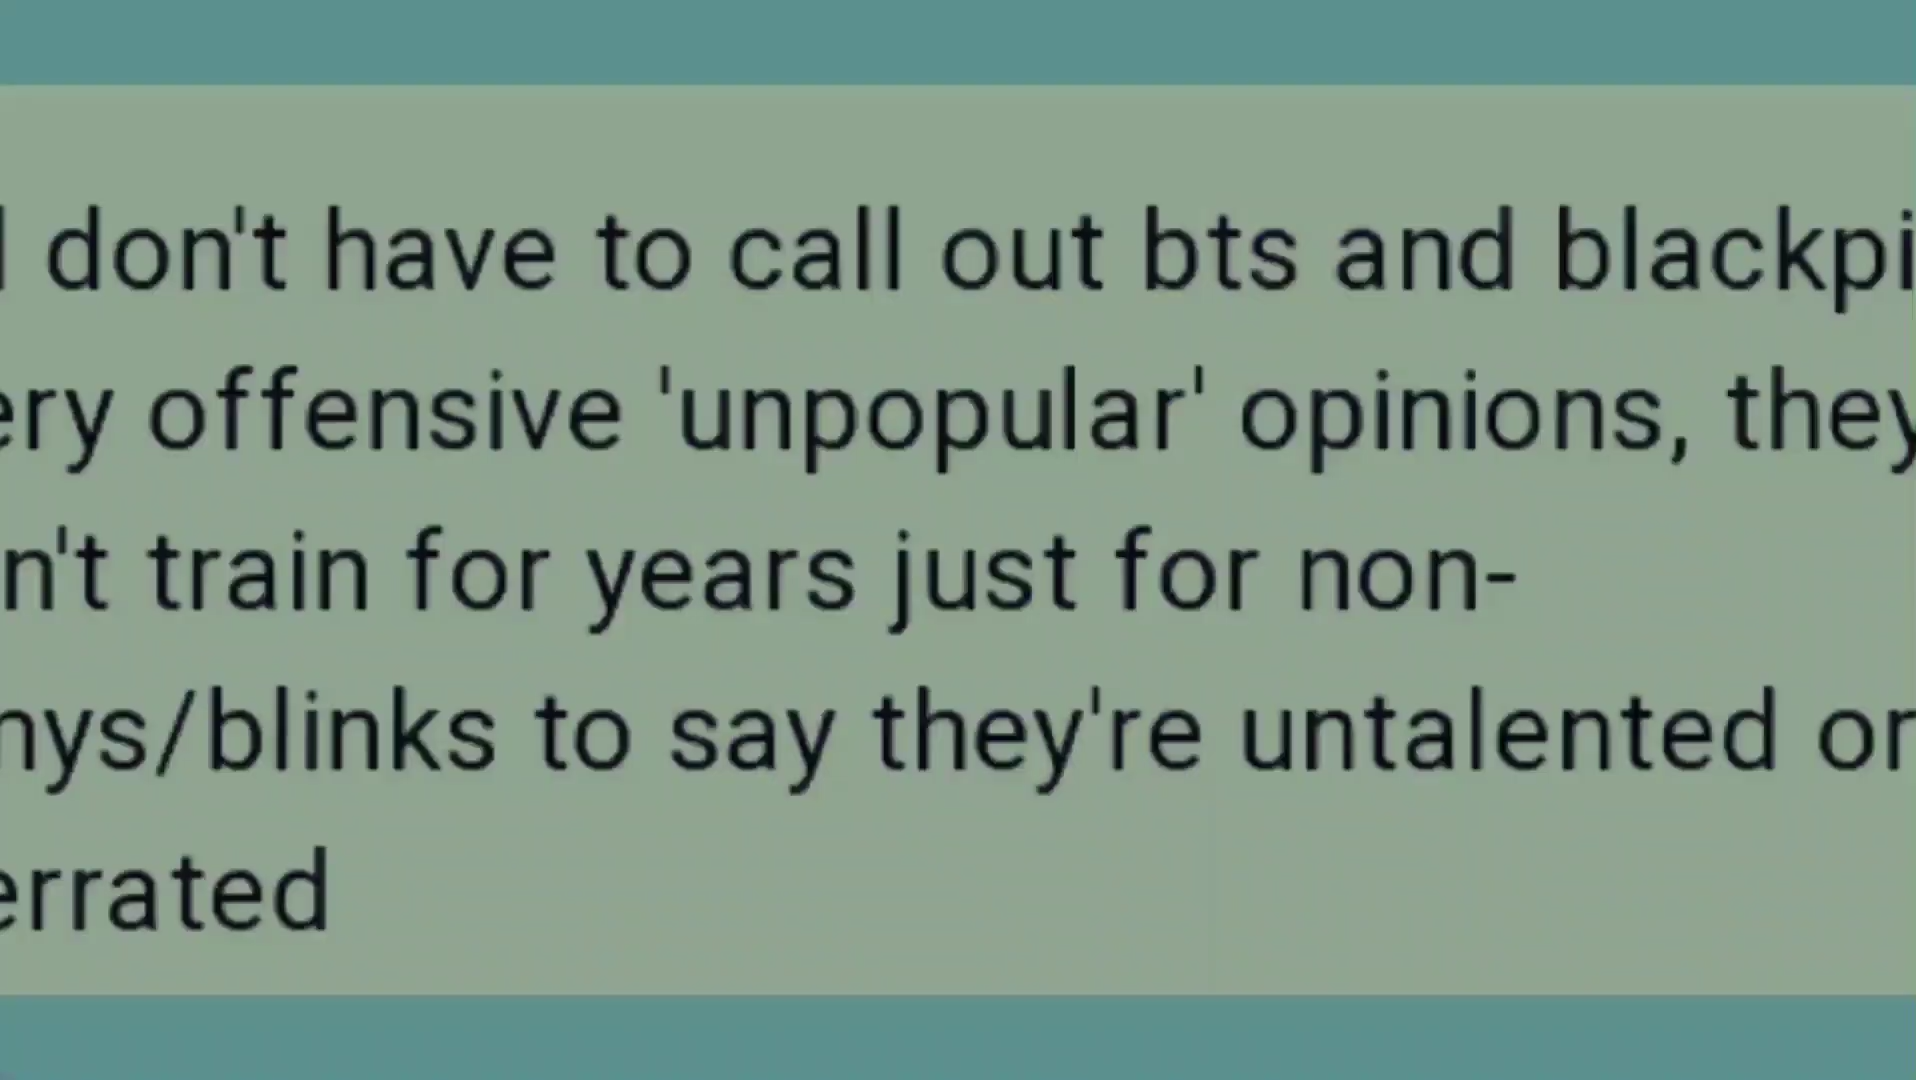 don't have to call out bts and blackpi
ery offensive 'unpopular' opinions, they
n't train for years just for non-
nys/blinks to say they're untalented or
errated